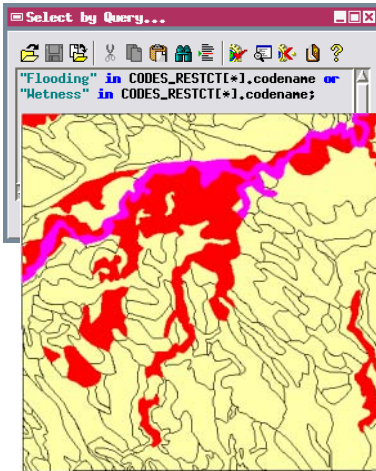 Select by Query...
"Flooding" in CODES_RESTCT[*].codename or
"Wetness" in CODES_RESTCT[*].codename;